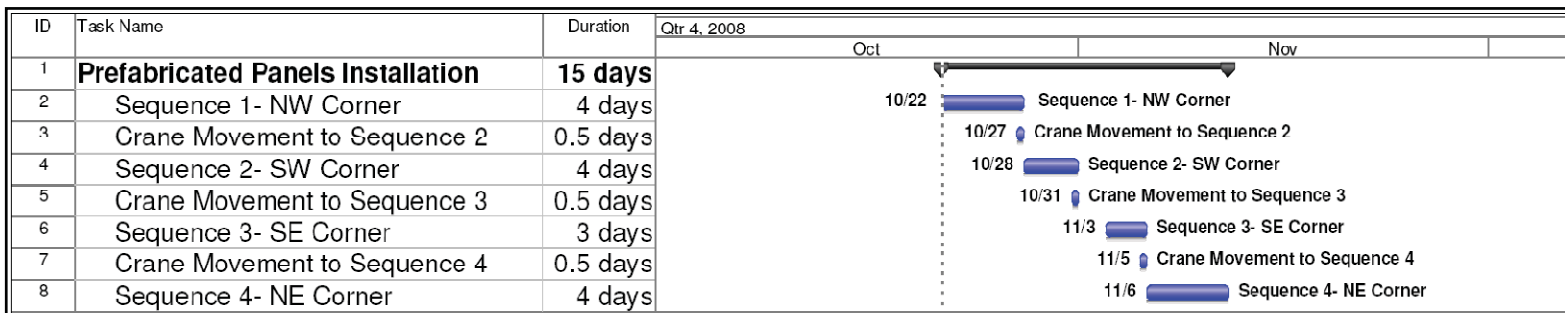 ID Task Name Duration Qtr 4, 2008
Oct Nov
1 Prefabricated Panels Installation 15 days
2 Sequence 1- NW Corner 4 days 10/22 Sequence 1- NW Corner
3 Crane Movement to Sequence 2 0.5 days 10/27 Crane Movement to Sequence 2
4 Sequence 2- SW Corner 4 days 10/28 Sequence 2- SW Corner
5 Crane Movement to Sequence 3 0.5 days 10/31 Crane Movement to Sequence 3
6 Sequence 3- SE Corner 3 days 11/3 Sequence 3- SE Corner
7 Crane Movement to Sequence 4 0.5 days 11/5 Crane Movement to Sequence 4
8 Sequence 4- NE Corner 4 days 11/6 Sequence 4- NE Corner